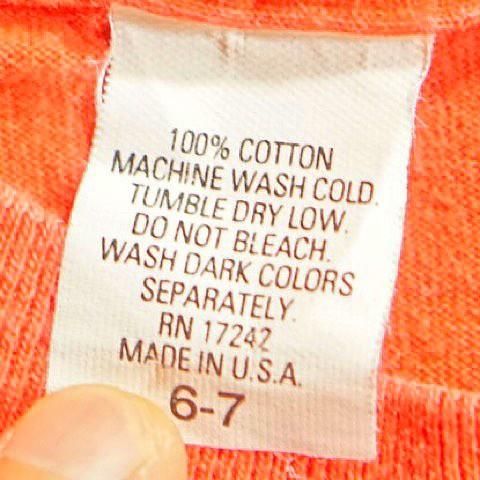 100% COTTON
MACHINE WASH COLD.
TUMBLE DRY LOW.
DO NOT BLEACH.
WASH DARK COLORS
SEPARATELY.
RN 17242
MADE IN U.S.A.
6-7